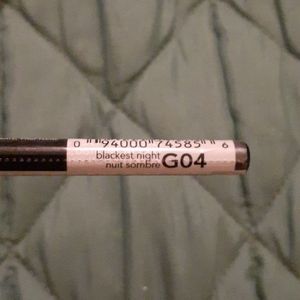 0 94000 74585 6
blackest night
nuit sombre
G04